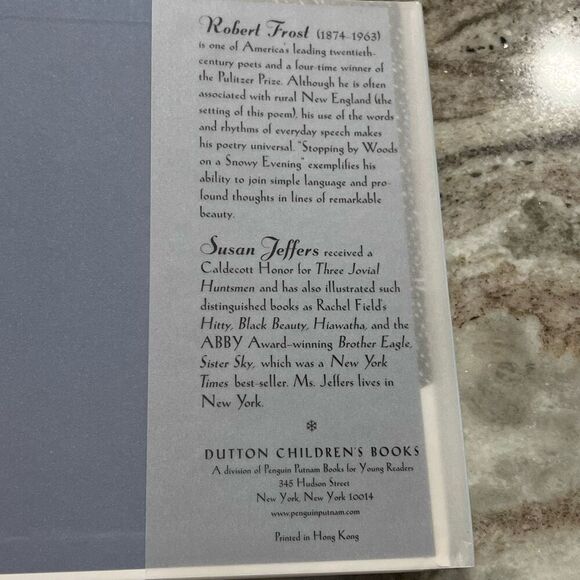 Robert Frost (1874–1963)
is one of America's leading twentieth-
century poets and a four-time winner of
the Pulitzer Prize. Although he is often
associated with rural New England (the
setting of this poem), his use of the words
and rhythms of everyday speech makes
his poetry universal. "Stopping by Woods
on a Snowy Evening" exemplifies his
ability to join simple language and pro-
found thoughts in lines of remarkable
beauty.
Susan Jeffers received a
Caldecott Honor for Three Jovial
Huntsmen and has also illustrated such
distinguished books as Rachel Field's
Hitty, Black Beauty, Hiawatha, and the
ABBY Award-winning Brother Eagle,
Sister Sky, which was a New York
Times best-seller. Ms. Jeffers lives in
New York.
DUTTON CHILDREN'S BOOKS
A division of Penguin Putnam Books for Young Readers
345 Hudson Street
New York, New York 10014
www.penguinputnam.com
Printed in Hong Kong